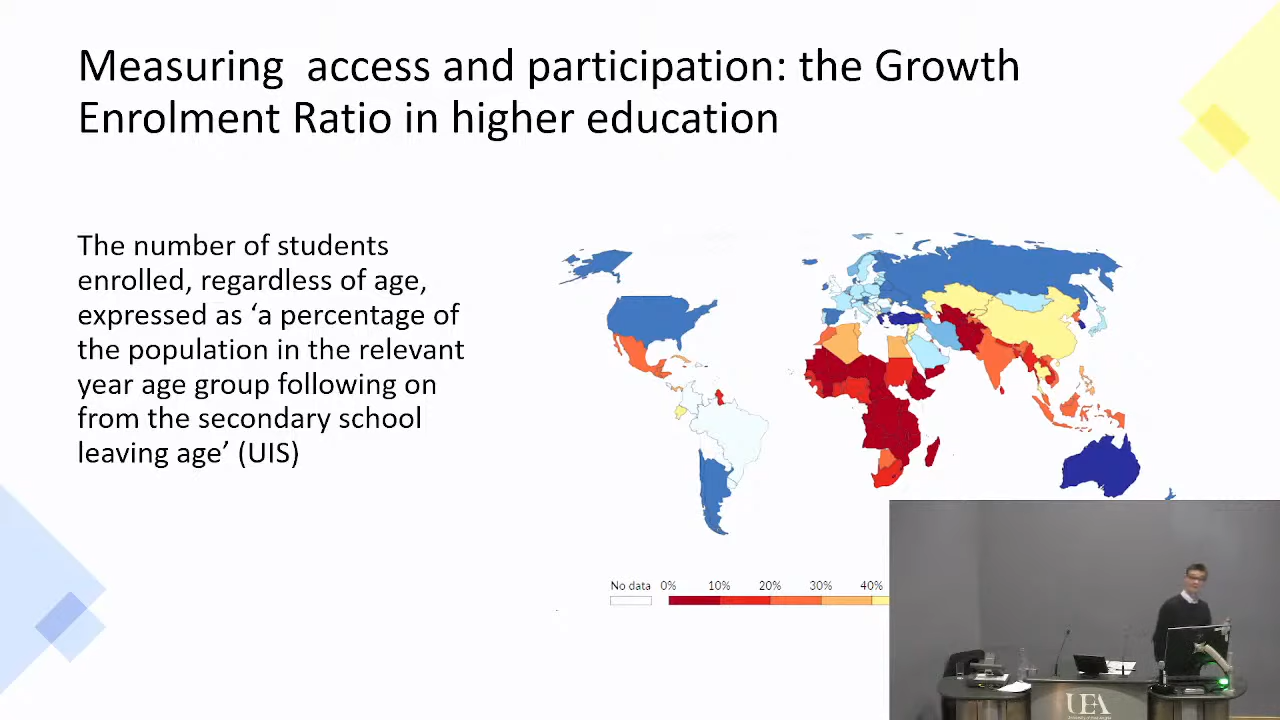 Measuring  access and participation: the Growth
Enrolment Ratio in higher education
The number of students
enrolled, regardless of age,
expressed as ‘a percentage of
the population in the relevant
year age group following on
from the secondary school
leaving age’ (UIS)
No data 0% 10% 20% 30% 40%
UEA